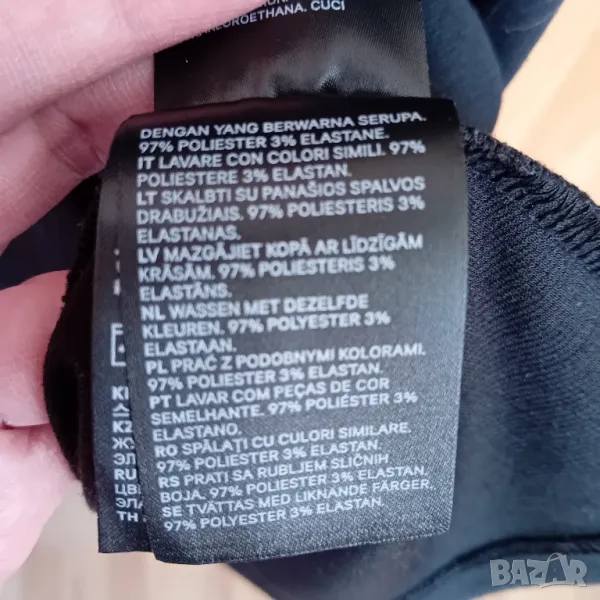 CUCI
DENGAN YANG BERWARNA SERUPA.
97% POLIESTER 3% ELASTANE.
IT LAVARE CON COLORI SIMILI. 97%
POLIESTERE 3% ELASTAN.
LT SKALBTI SU PANAŠIOS SPALVOS
DRABUŽIAIS. 97% POLIESTERIS 3%
ELASTANAS.
LV MAZGĀJIET KOPĀ AR LĪDZĪGĀM
KRĀSĀM. 97% POLIESTERIS 3%
ELASTĀNS.
NL WASSEN MET DEZELFDE
KLEUREN. 97% POLYESTER 3%
ELASTAAN.
PL PRAĆ Z PODOBNYMI KOLORAMI.
97% POLIESTER 3% ELASTAN.
PT LAVAR COM PEÇAS DE COR
SEMELHANTE. 97% POLIÉSTER 3%
ELASTANO.
RO SPĂLAȚI CU CULORI SIMILARE.
97% POLIESTER 3% ELASTAN.
RS PRATI SA RUBLJEM SLIČNIH
BOJA. 97% POLIESTER 3% ELASTAN.
SE TVÄTTAS MED LIKNANDE FÄRGER.
97% POLYESTER 3% ELASTAN.
KZ
RU
TH
BAZAR